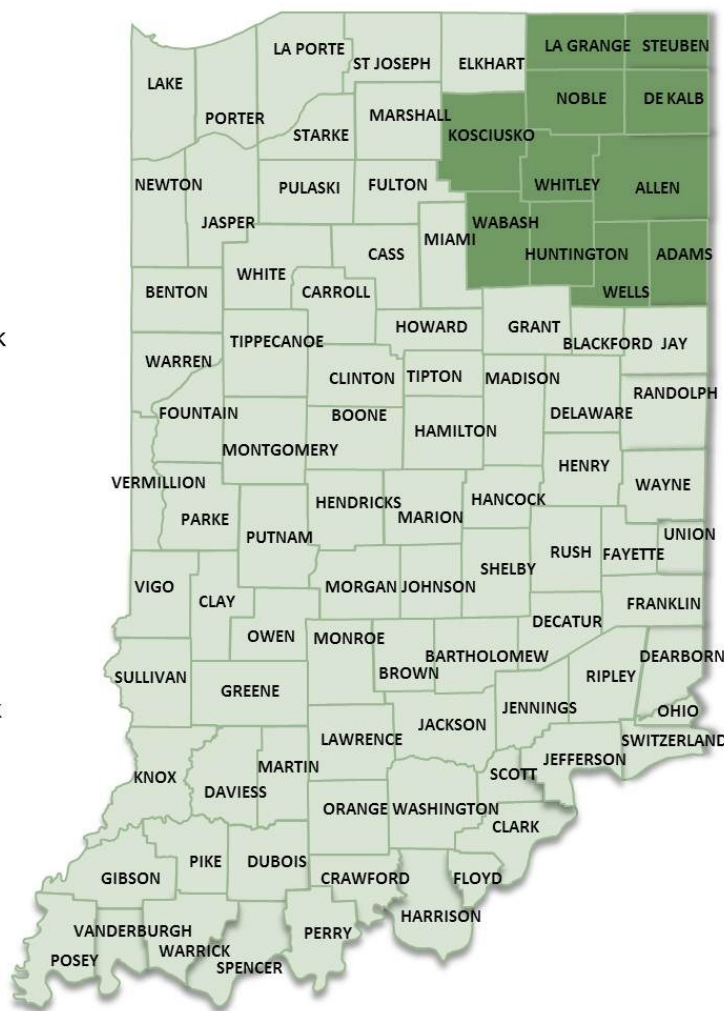 LA GRANGE
STEUBEN
LA PORTE
ST JOSEPH
ELKHART
LAKE
NOBLE
DE KALB
PORTER
MARSHALL
STARKE
KOSCIUSKO
NEWTON
PULASKI
FULTON
WHITLEY
ALLEN
JASPER
WABASH
MIAMI
CASS
HUNTINGTON
ADAMS
WHITE
BENTON
CARROLL
WELLS
HOWARD
GRANT
K
TIPPECANOE
BLACKFORD
JAY
WARREN
CLINTON
TIPTON
MADISON
RANDOLPH
FOUNTAIN
BOONE
DELAWARE
HAMILTON
MONTGOMERY
HENRY
VERMILLION
WAYNE
HENDRICKS
HANCOCK
PARKE
MARION
PUTNAM
UNION
RUSH
FAYETTE
SHELBY
VIGO
MORGAN
JOHNSON
CLAY
FRANKLIN
DECATUR
OWEN
MONROE
BARTHOLOMEW
DEARBORN
BROWN
SULLIVAN
RIPLEY
GREENE
JENNINGS
OHIO
JACKSON
LAWRENCE
SWITZERLAND
JEFFERSON
MARTIN
KNOX
SCOTT
DAVIESS
ORANGE
WASHINGTON
CLARK
PIKE
DUBOIS
GIBSON
CRAWFORD
FLOYD
HARRISON
VANDERBURGH
PERRY
WARRICK
POSEY
SPENCER